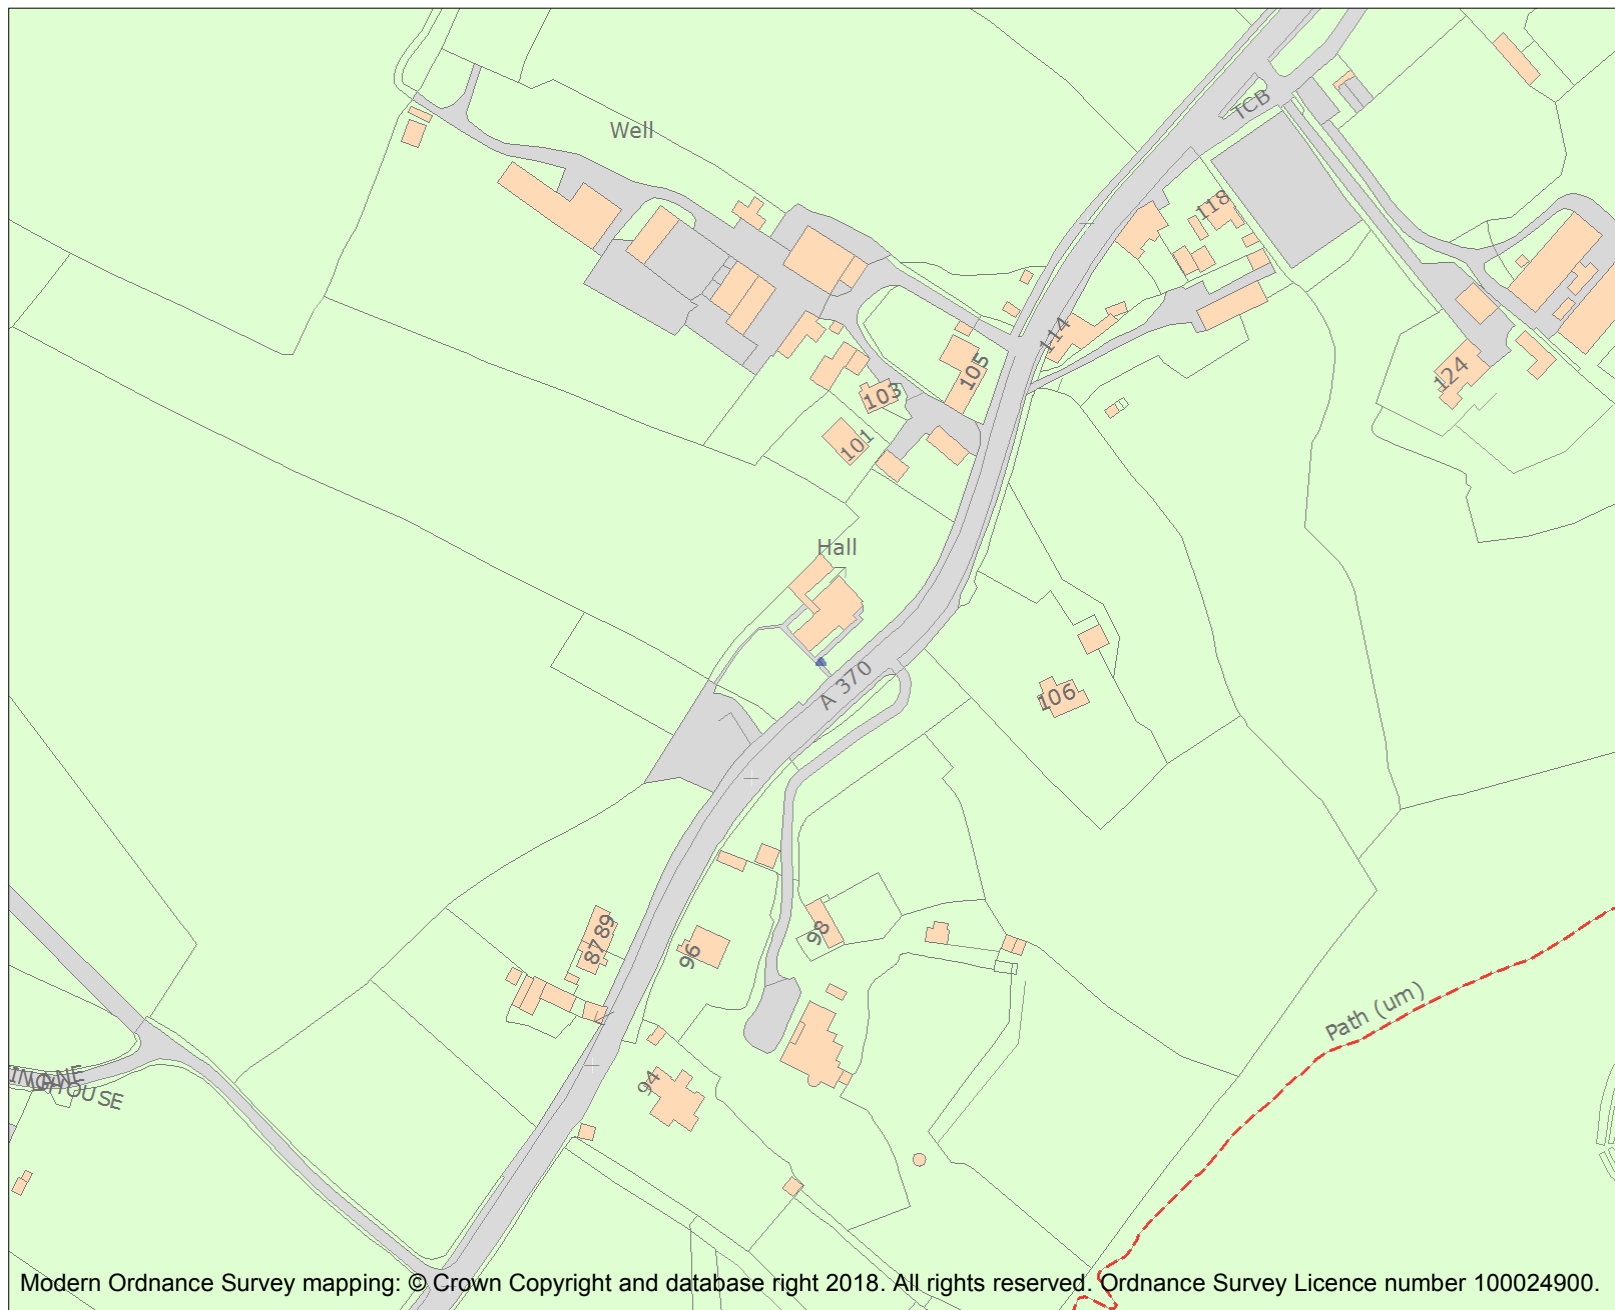 TCB
Well
118
114
105
124
103
101
Hall
106
A 370
89
87
96
98
Path (um)
94
HOUSE
Modern Ordnance Survey mapping: © Crown Copyright and database right 2018. All rights reserved. Ordnance Survey Licence number 100024900.